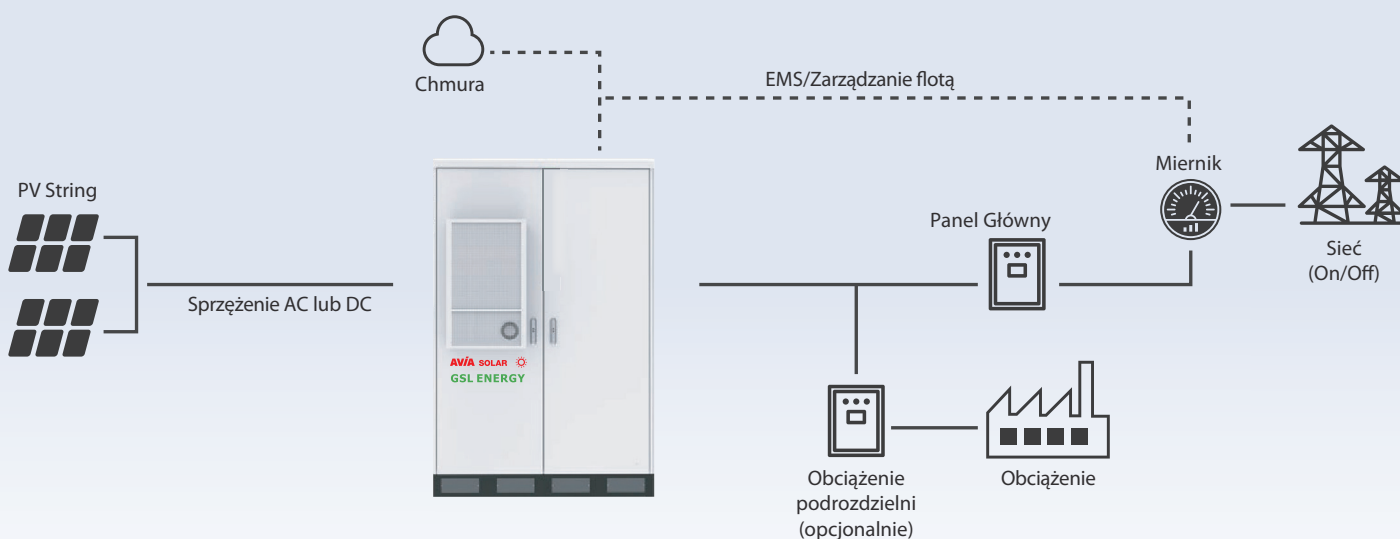 Chmura
EMS/Zarządzanie flotą
PV String
Miernik
Panel Główny
Sieć
(On/Off)
Sprzężenie AC lub DC
AVIA SOLAR
GSL ENERGY
Obciążenie
podrozdzielni
(opcjonalnie)
Obciążenie